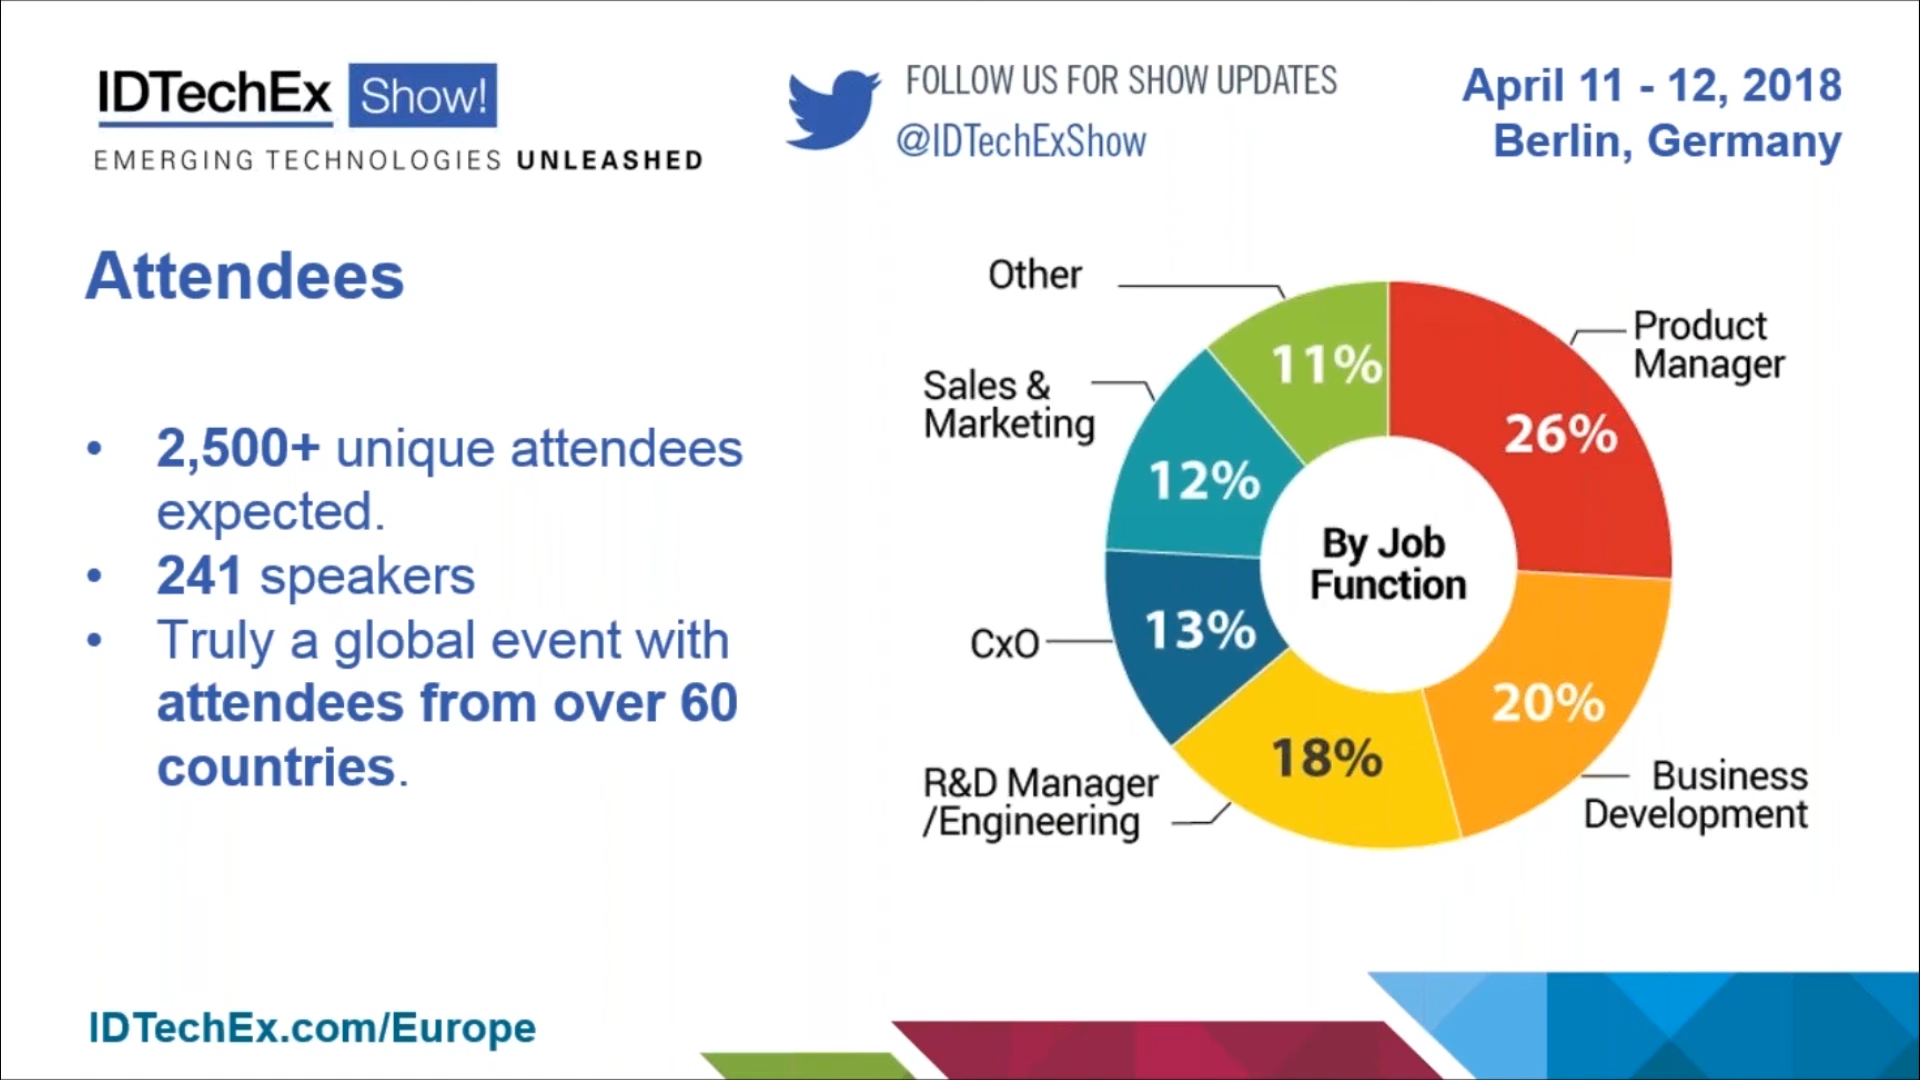 IDTechEx Show!
EMERGING TECHNOLOGIES UNLEASHED
FOLLOW US FOR SHOW UPDATES
@IDTechExShow
April 11 - 12, 2018
Berlin, Germany
Attendees
• 2,500+ unique attendees
expected.
• 241 speakers
• Truly a global event with
attendees from over 60
countries.
Other
11%
Product
Manager
26%
Sales &
Marketing
12%
By Job
Function
CxO
13%
20%
Business
Development
18%
R&D Manager
/Engineering
IDTechEx.com/Europe